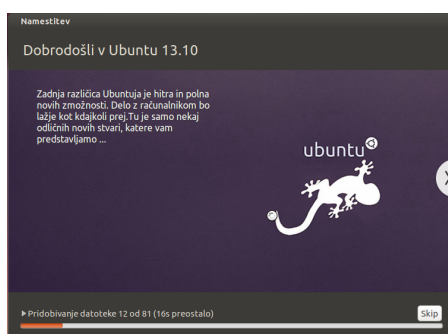 Namestitev
Dobrodošli v Ubuntu 13.10
Zadnja različica Ubuntuja je hitra in polna
novih zmožnosti. Delo z računalnikom bo
lažje kot kdajkoli prej.Tu je samo nekaj
odličnih novih stvari, katere vam
predstavljamo ...
ubuntu
Pridobivanje datoteke 12 od 81 (16s preostalo)
Skip